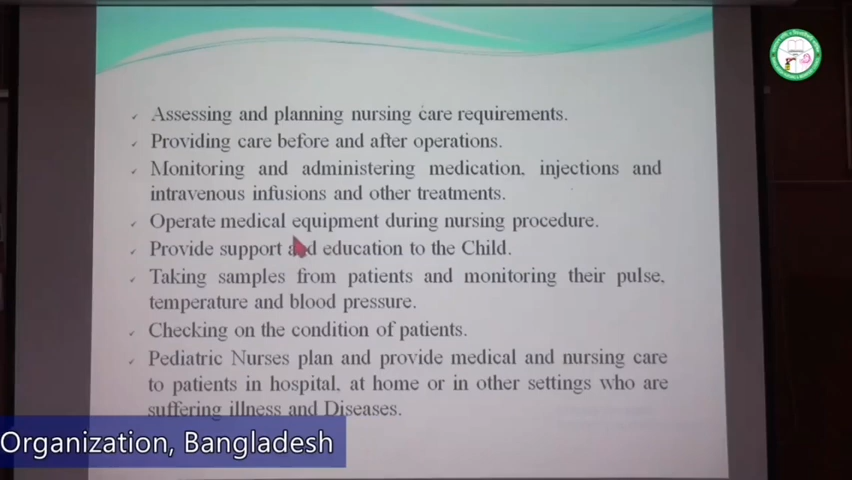 Assessing and planning nursing care requirements.
Providing care before and after operations.
Monitoring and administering medication, injections and
intravenous infusions and other treatments.
Operate medical equipment during nursing procedure.
Provide support and education to the Child.
Taking samples from patients and monitoring their pulse,
temperature and blood pressure.
Checking on the condition of patients.
Pediatric Nurses plan and provide medical and nursing care
to patients in hospital, at home or in other settings who are
suffering illness and Diseases.
Organization, Bangladesh